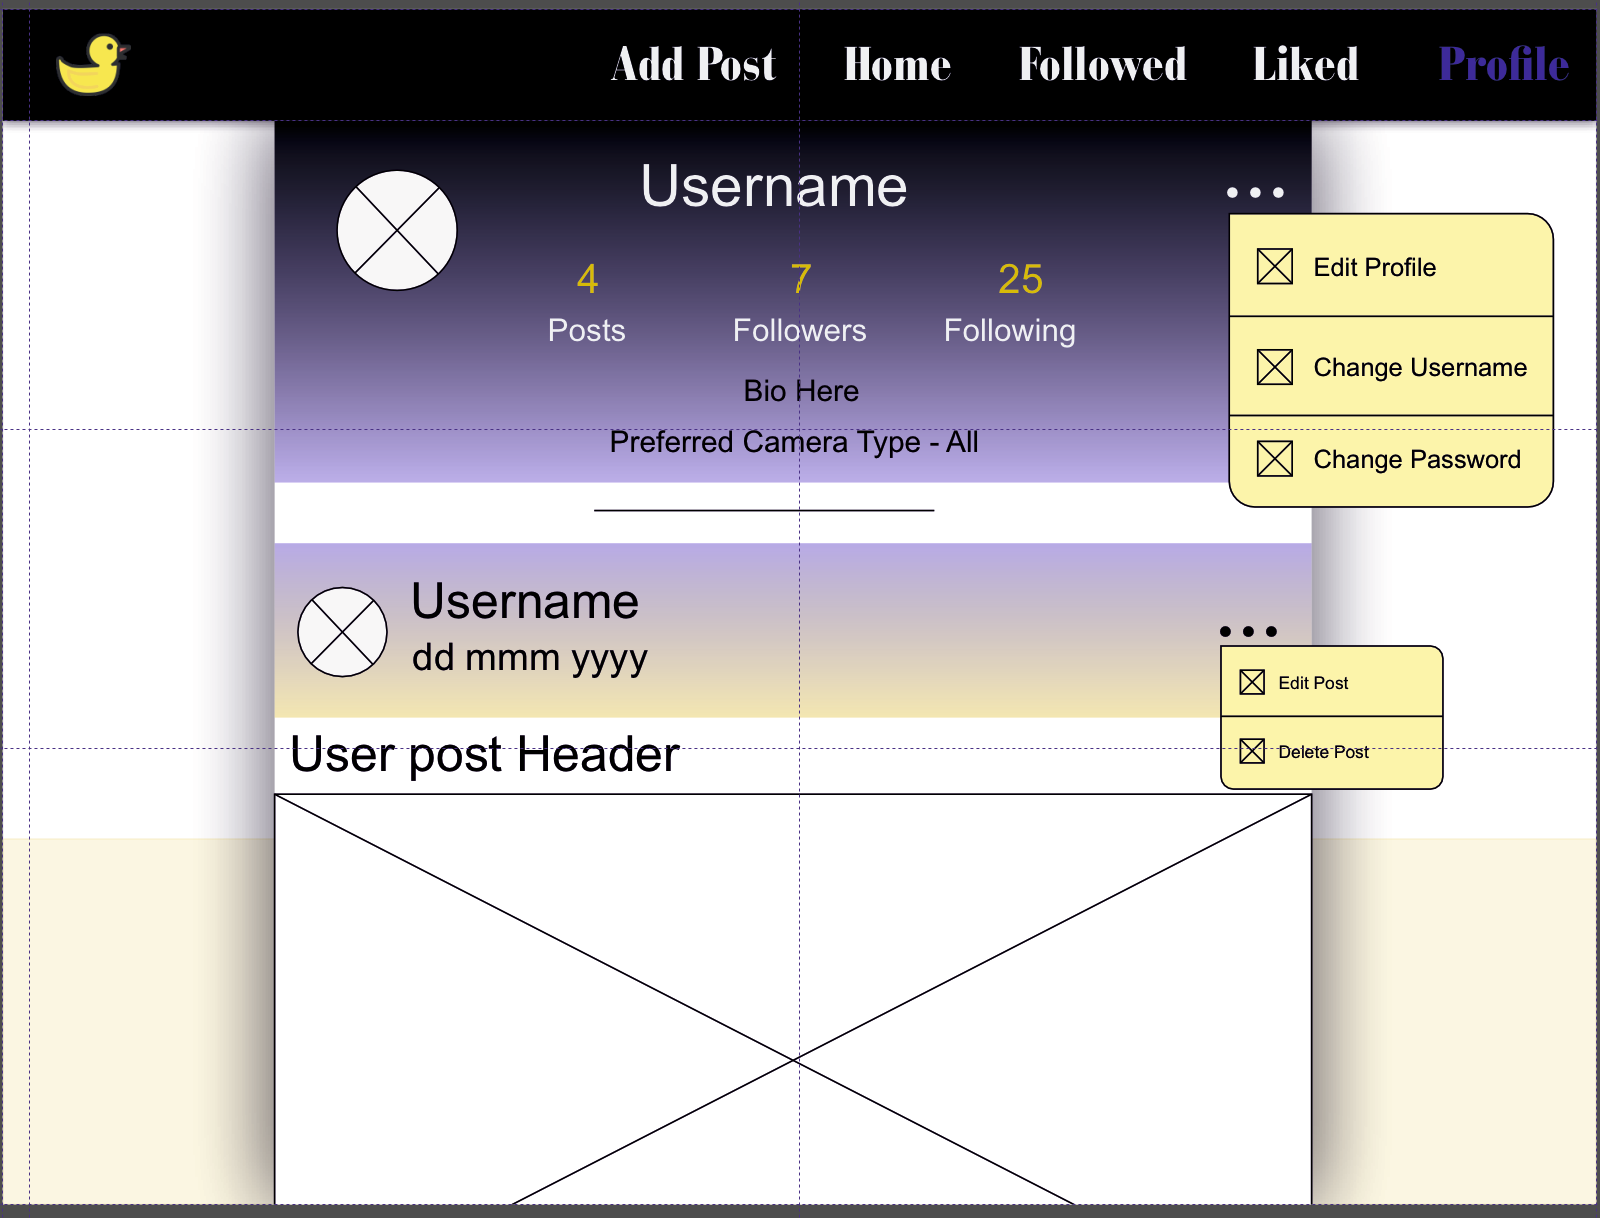 Add Post Home Followed Liked Profile
Username
4 7 25
Posts Followers Following
Bio Here
Preferred Camera Type - All
Edit Profile
Change Username
Change Password
Username
dd mmm yyyy
Edit Post
Delete Post
User post Header